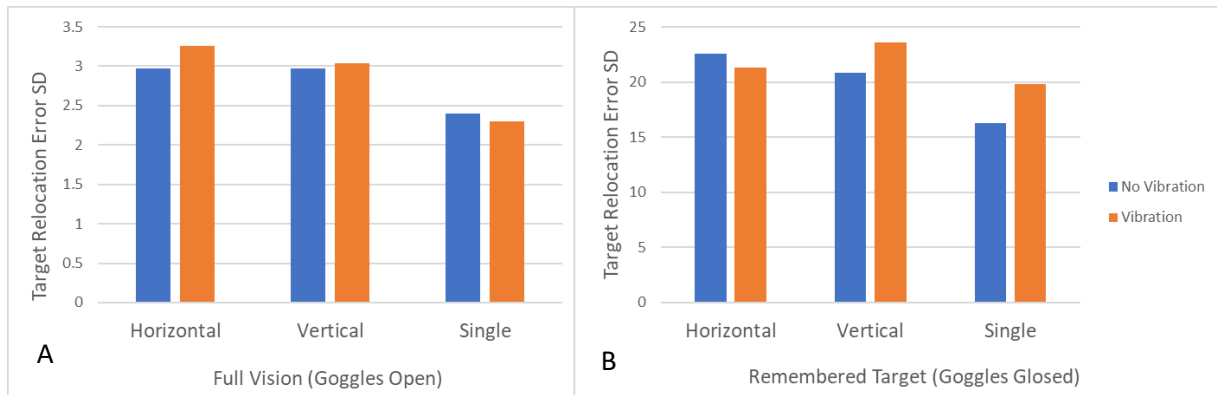 Target Relocation Error SD
3.5
3
2.5
2
1.5
1
0.5
0
Horizontal Vertical Single
A
Full Vision (Goggles Open)
Target Relocation Error SD
25
20
15
10
5
0
Horizontal Vertical Single
B
Remembered Target (Goggles Glosed)
No Vibration
Vibration